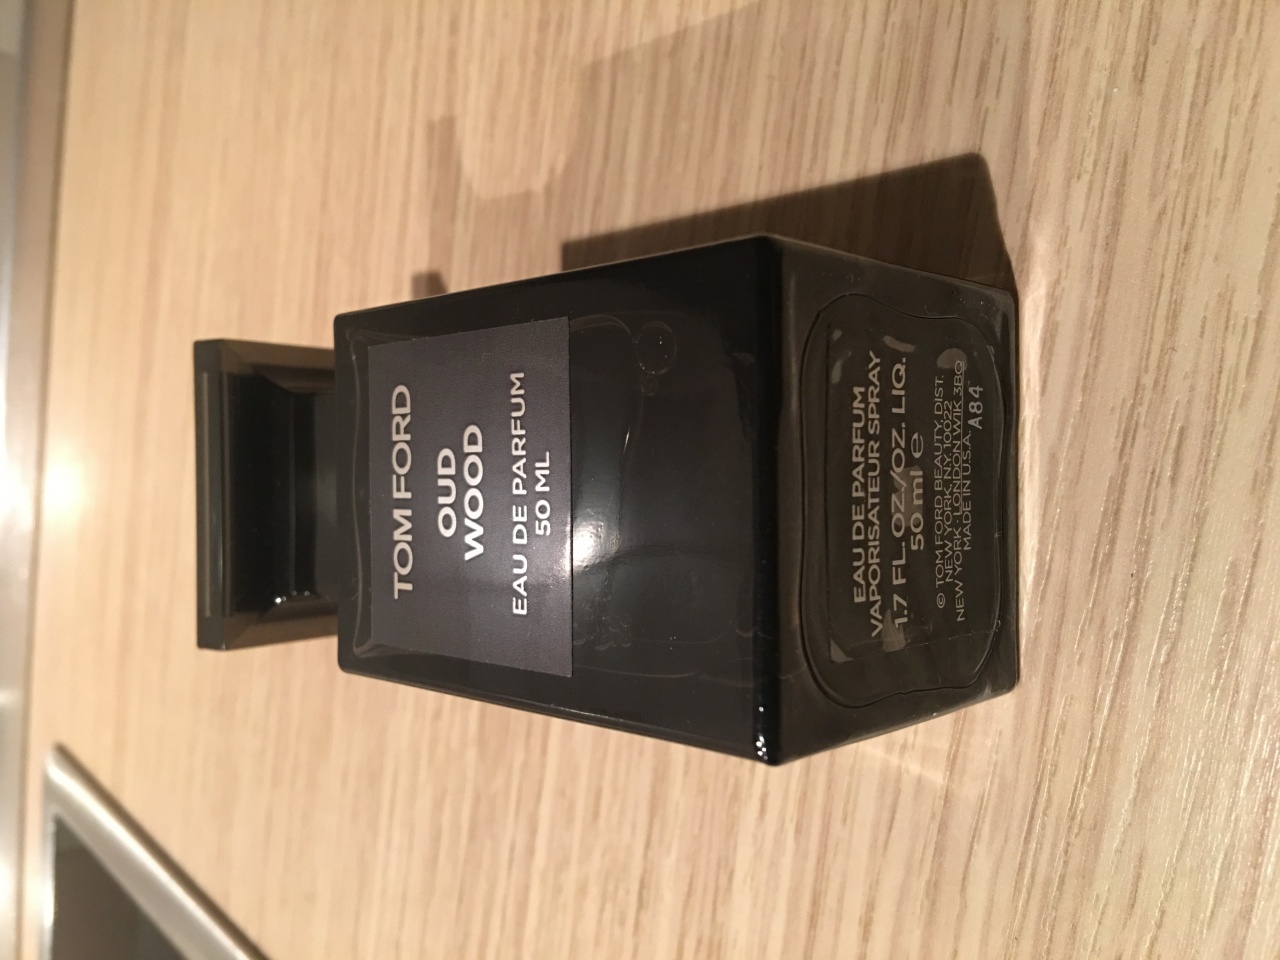 TOM FORD
OUD
WOOD
EAU DE PARFUM
50 ML
EAU DE PARFUM
VAPORISATEUR SPRAY
1.7 FL.OZ./OZ. LIQ.
50 ml e
© TOM FORD BEAUTY, DIST.
NEW YORK, N.Y. 10022
NEW YORK · LONDON W1K 3BQ
MADE IN U.S.A.
A84